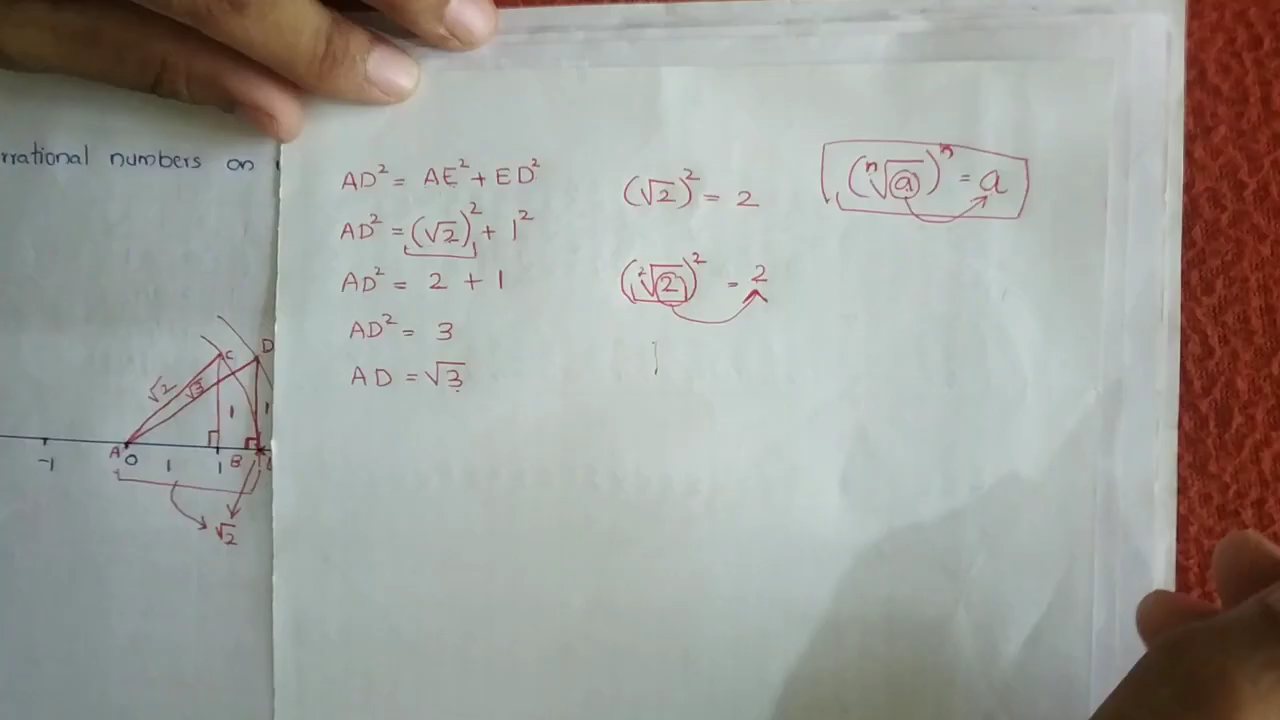 rrational numbers on
AD² = AE² + ED²
AD² = (√2)² + 1²
AD² = 2 + 1
AD² = 3
AD = √3
(√2)² = 2
(²√2)² = 2
(ⁿ√a)ⁿ = a
C
D
√2
√3
1
1
A
-1
0
1
1
B
√2